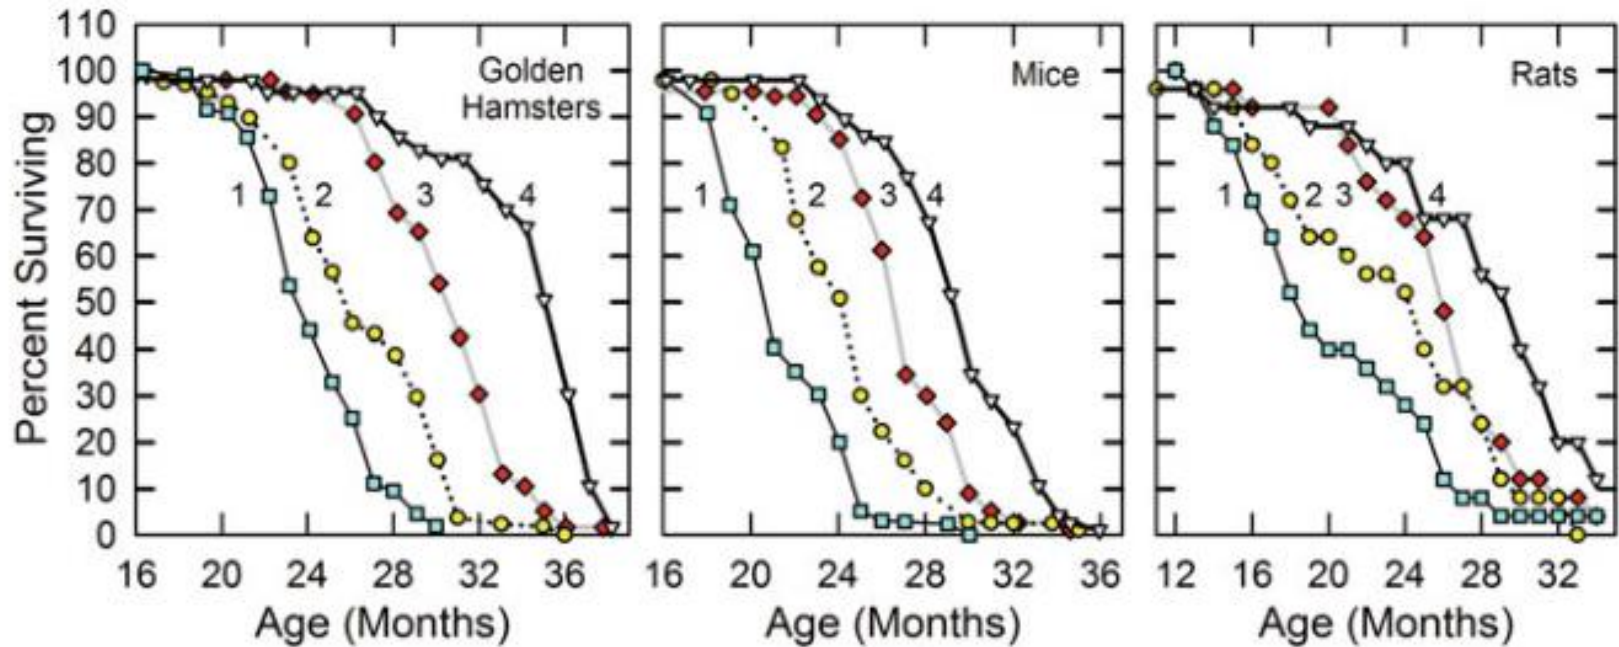 Percent Surviving
110
100
90
80
70
60
50
40
30
20
10
0
Golden
Hamsters
1
2
3
4
16 20 24 28 32 36
Age (Months)
Mice
1
2
3
4
16 20 24 28 32 36
Age (Months)
Rats
1
2
3
4
12 16 20 24 28 32
Age (Months)